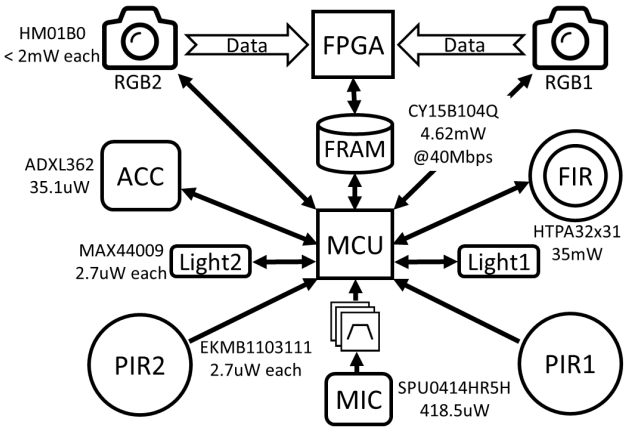 HM01B0
< 2mW each
RGB2
Data
FPGA
Data
RGB1
CY15B104Q
4.62mW
@40Mbps
FRAM
ADXL362
35.1uW
ACC
FIR
HTPA32x31
35mW
MCU
MAX44009
2.7uW each
Light2
Light1
PIR2
EKMB1103111
2.7uW each
PIR1
MIC
SPU0414HR5H
418.5uW